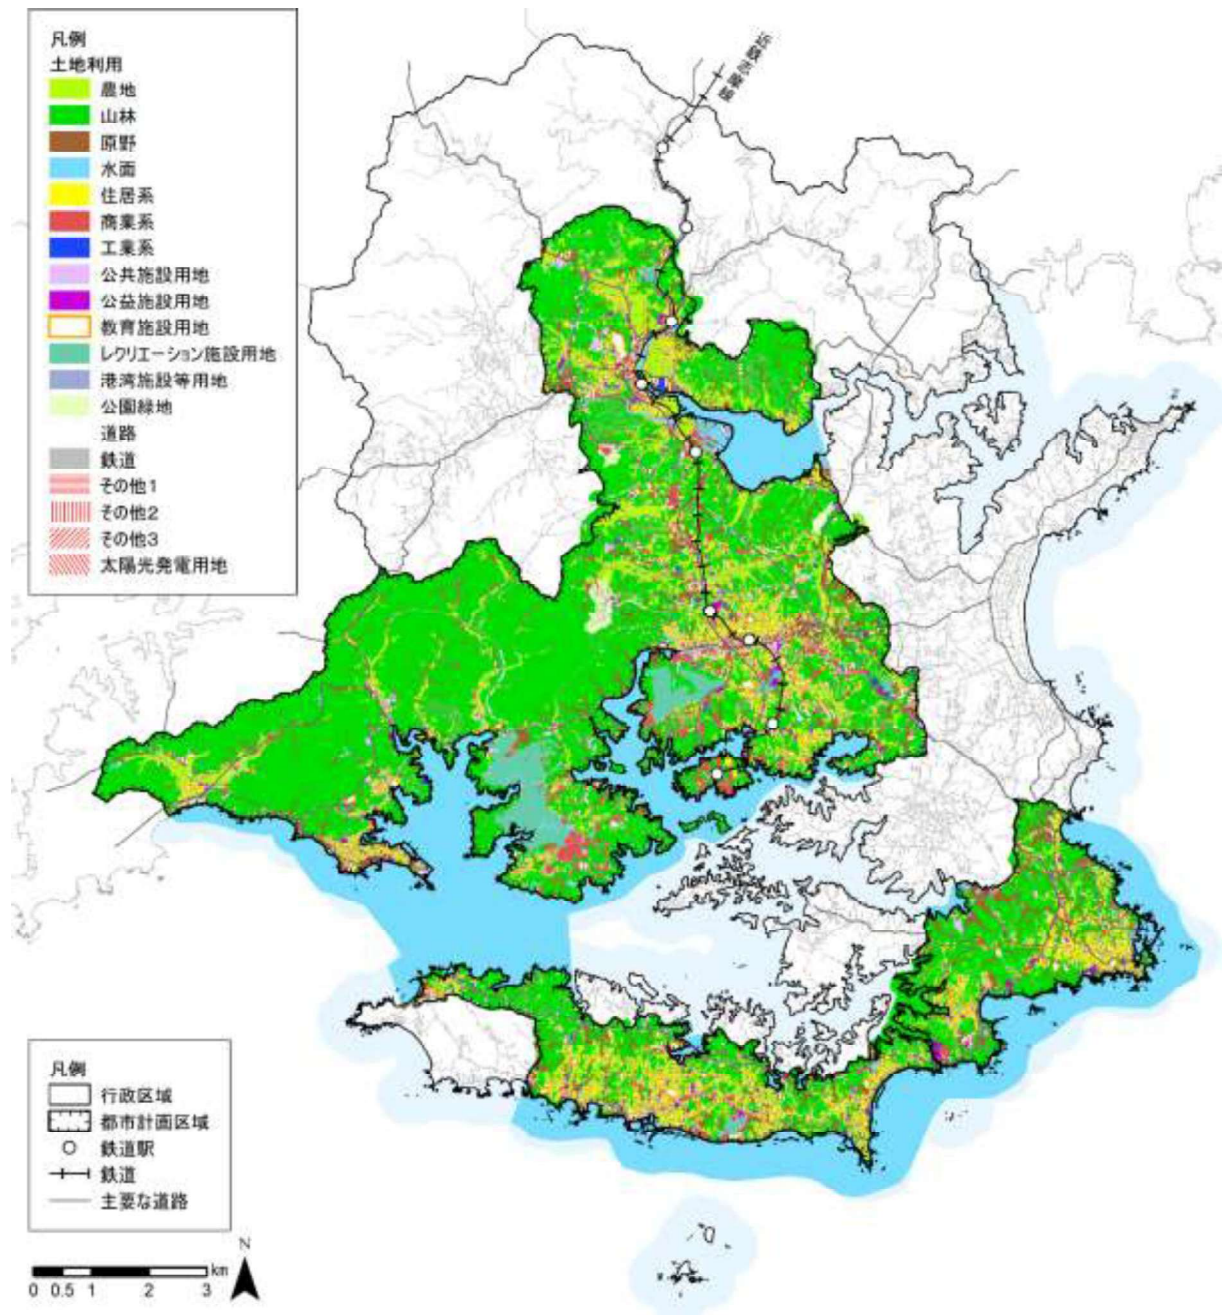 凡例
土地利用
農地
山林
原野
水面
住居系
商業系
工業系
公共施設用地
公益施設用地
教育施設用地
レクリエーション施設用地
港湾施設等用地
公園緑地
道路
鉄道
その他1
その他2
その他3
太陽光発電用地
近鉄志摩線
凡例
行政区域
都市計画区域
鉄道駅
鉄道
主要な道路
N
km
0 0.5 1 2 3